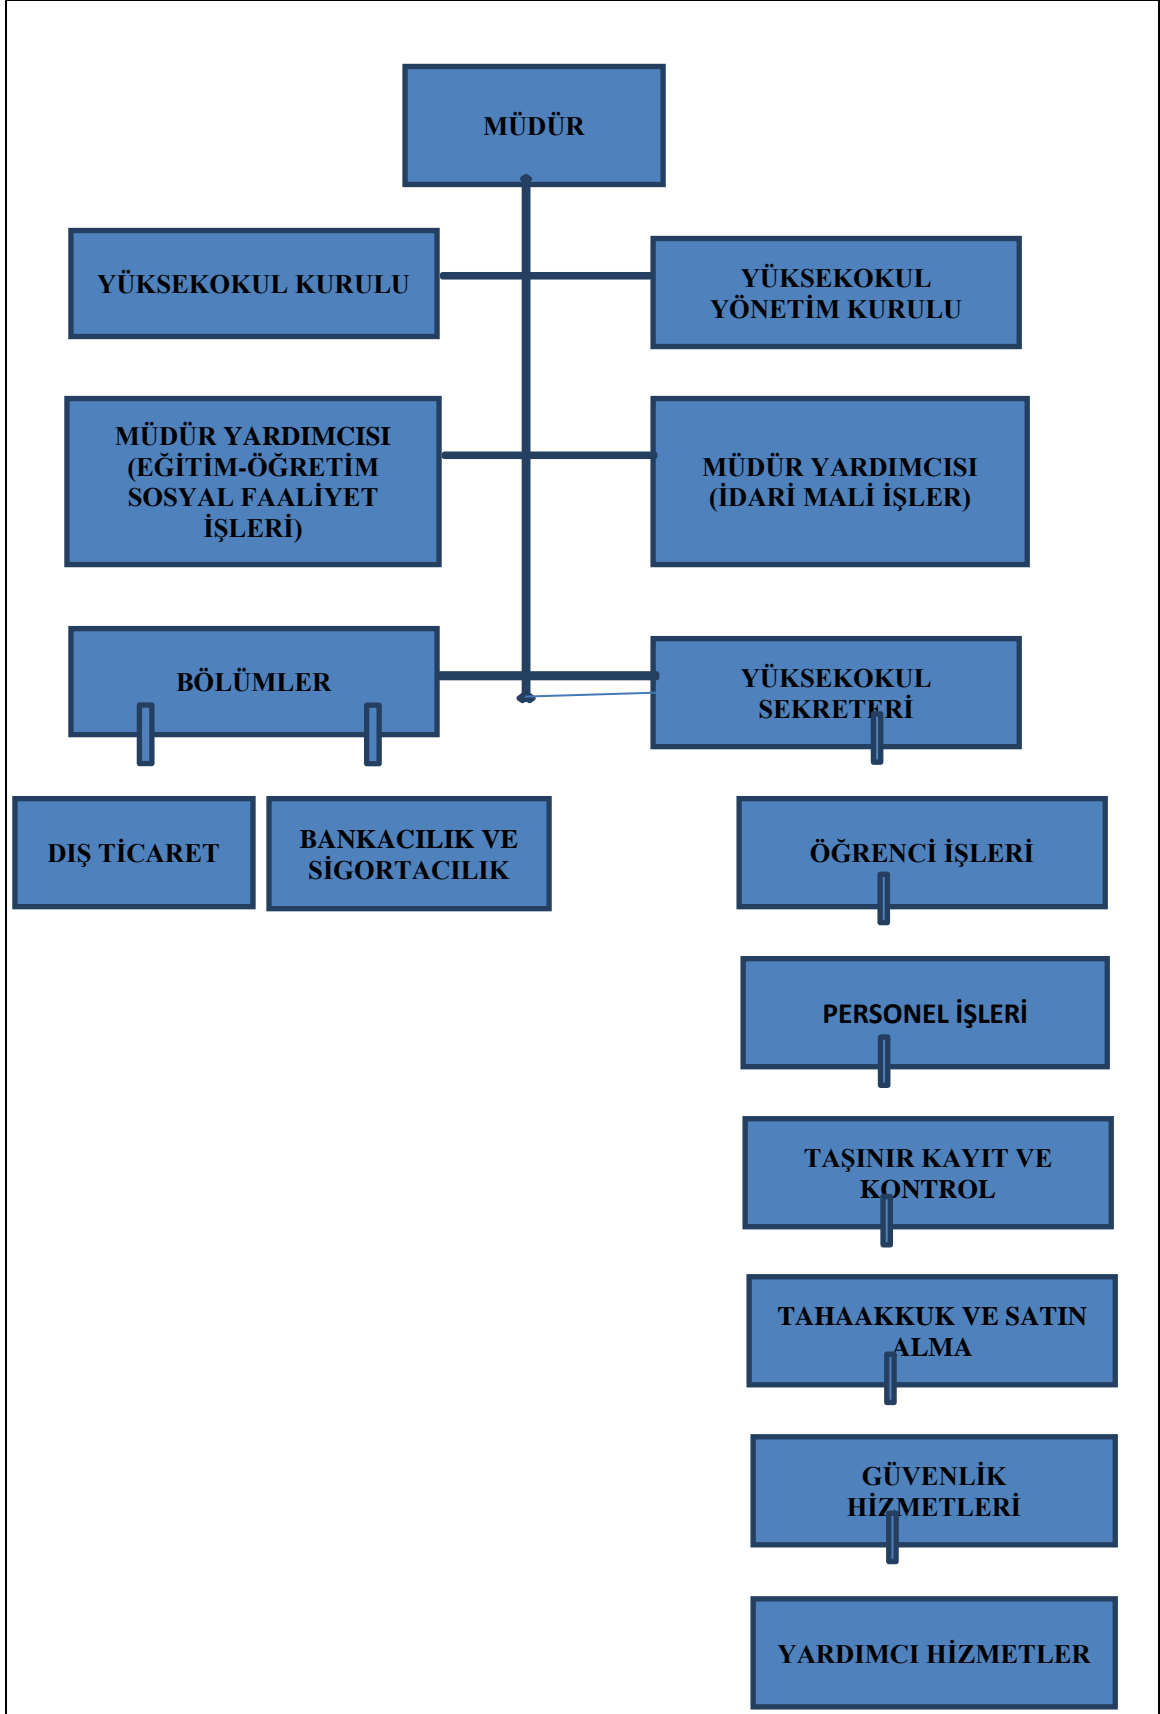 MÜDÜR
YÜKSEKOKUL KURULU
YÜKSEKOKUL
YÖNETİM KURULU
MÜDÜR YARDIMCISI
(EĞİTİM-ÖĞRETİM
SOSYAL FAALİYET
İŞLERİ)
MÜDÜR YARDIMCISI
(İDARİ MALİ İŞLER)
BÖLÜMLER
YÜKSEKOKUL
SEKRETERİ
DIŞ TİCARET
BANKACILIK VE
SİGORTACILIK
ÖĞRENCİ İŞLERİ
PERSONEL İŞLERİ
TAŞINIR KAYIT VE
KONTROL
TAHAAKKUK VE SATIN
ALMA
GÜVENLİK
HİZMETLERİ
YARDIMCI HİZMETLER